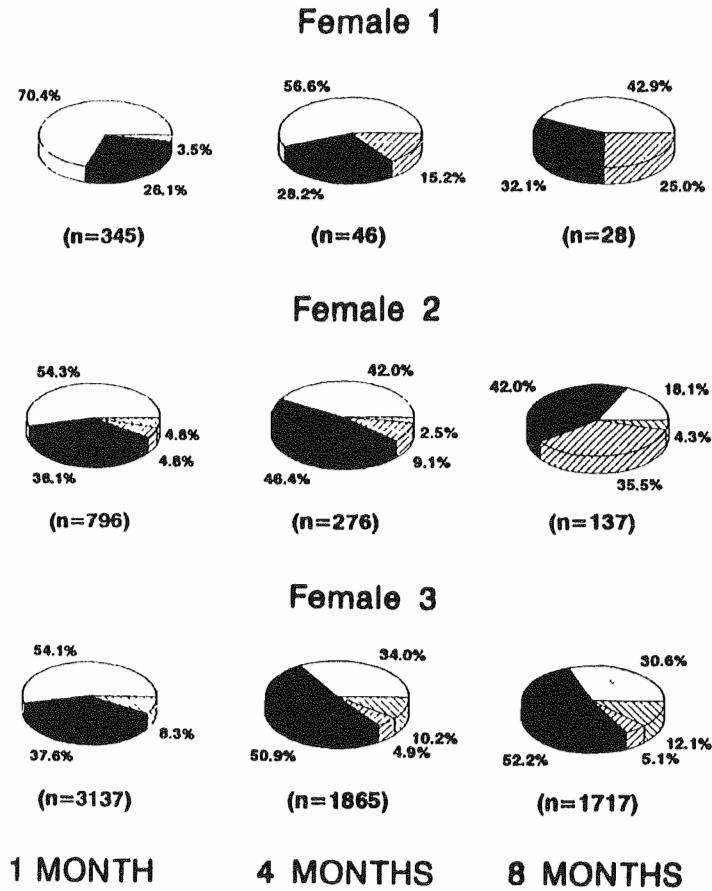 Female 1
70.4% 56.6% 42.9%
3.5%
26.1% 28.2% 15.2% 32.1% 25.0%
(n=345) (n=46) (n=28)
Female 2
54.3% 42.0% 42.0% 18.1%
4.8% 2.5% 4.3%
4.8% 9.1%
36.1% 46.4% 35.5%
(n=796) (n=276) (n=137)
Female 3
54.1% 34.0% 30.6%
8.3% 10.2% 12.1%
37.6% 50.9% 4.9% 52.2% 5.1%
(n=3137) (n=1865) (n=1717)
1 MONTH 4 MONTHS 8 MONTHS